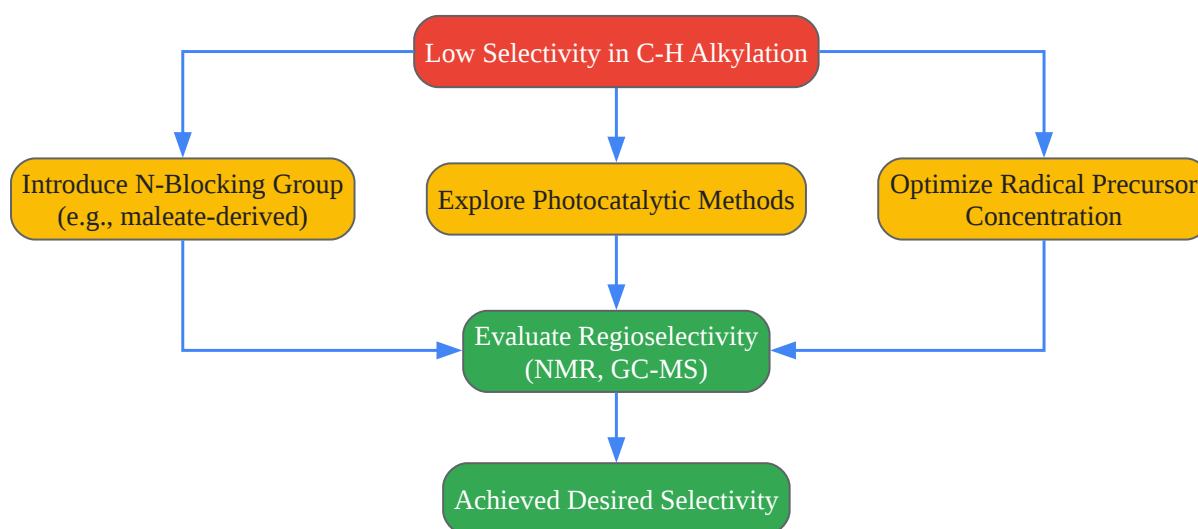 Low Selectivity in C-H Alkylation
Introduce N-Blocking Group
(e.g., maleate-derived)
Explore Photocatalytic Methods
Optimize Radical Precursor
Concentration
Evaluate Regioselectivity
(NMR, GC-MS)
Achieved Desired Selectivity